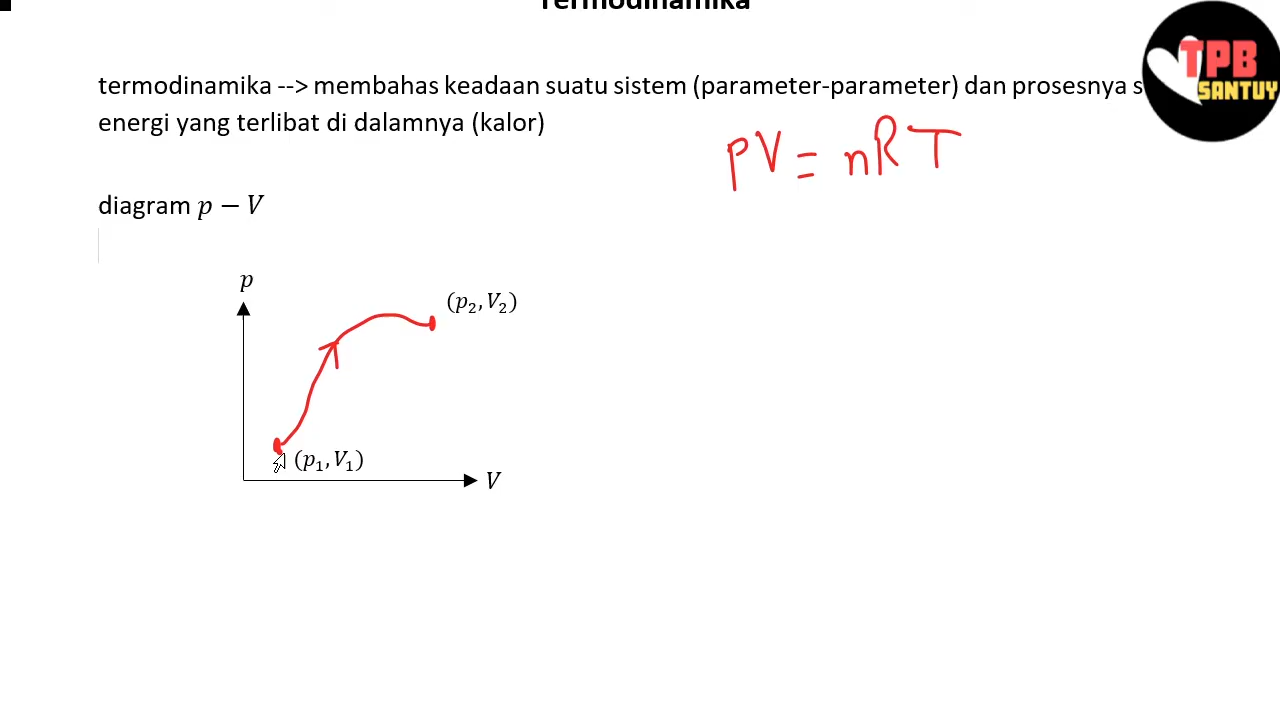 Termodinamika
termodinamika --> membahas keadaan suatu sistem (parameter-parameter) dan prosesnya s
energi yang terlibat di dalamnya (kalor)
PV = nRT
diagram p − V
p
(p₂, V₂)
(p₁, V₁)
V
TPB
SANTUY